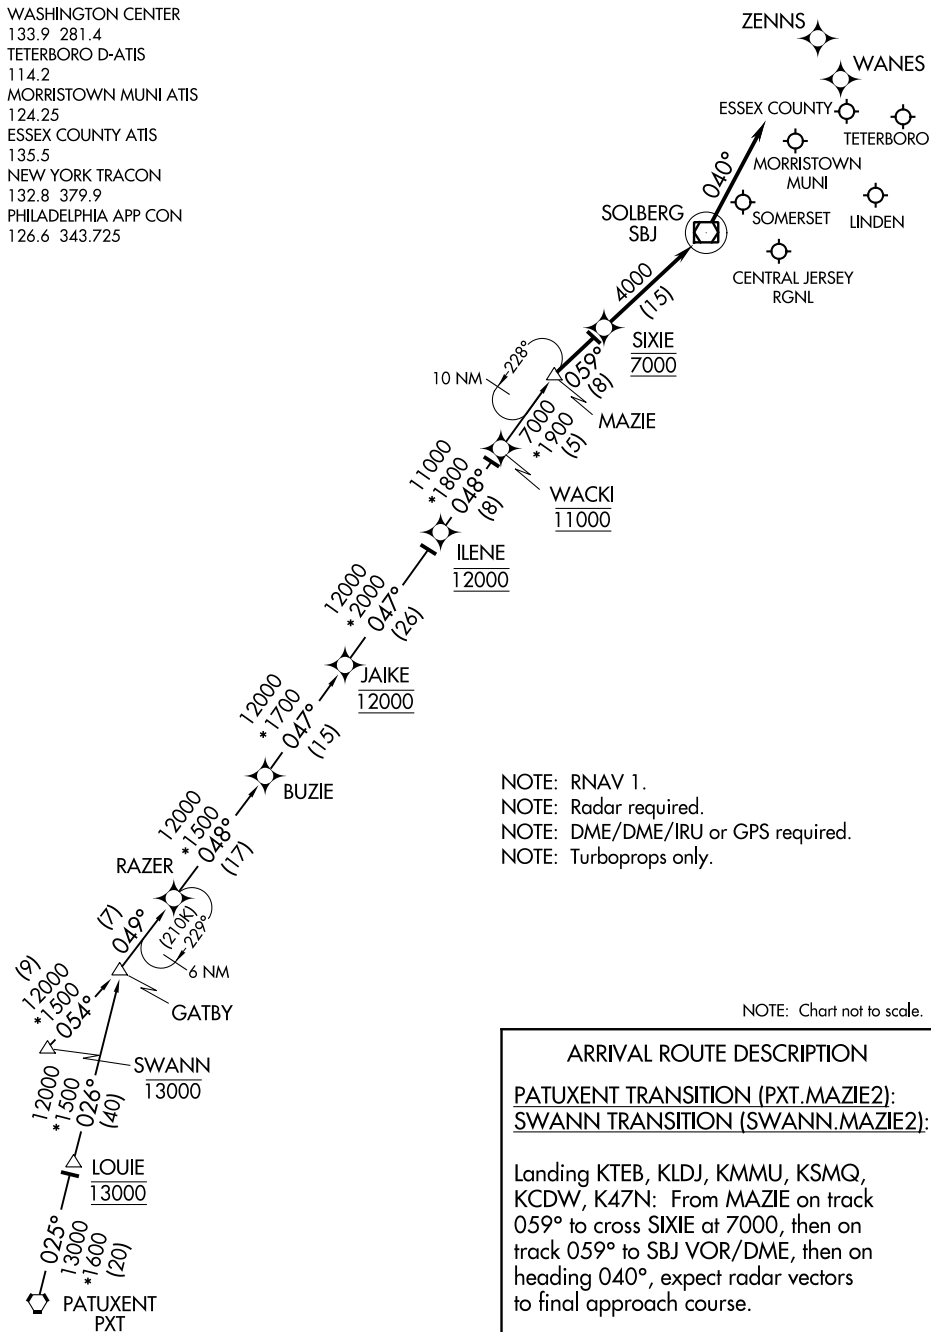 WASHINGTON CENTER
133.9 281.4
TETERBORO D-ATIS
114.2
MORRISTOWN MUNI ATIS
124.25
ESSEX COUNTY ATIS
135.5
NEW YORK TRACON
132.8 379.9
PHILADELPHIA APP CON
126.6 343.725
ZENNS
WANES
ESSEX COUNTY
TETERBORO
MORRISTOWN
MUNI
040°
SOLBERG
SBJ
SOMERSET
LINDEN
CENTRAL JERSEY
RGNL
4000
(15)
SIXIE
7000
228°
10 NM
059°
(8)
MAZIE
7000
*1900
(5)
WACKI
11000
11000
*1800
048°
(8)
ILENE
12000
12000
*2000
047°
(26)
JAIKE
12000
12000
*1700
047°
(15)
BUZIE
12000
*1500
048°
(17)
RAZER
(7)
049°
(210K)
229°
6 NM
GATBY
(9)
12000
*1500
054°
SWANN
13000
12000
*1500
026°
(40)
LOUIE
13000
025°
13000
*1600
(20)
PATUXENT
PXT
NOTE: RNAV 1.
NOTE: Radar required.
NOTE: DME/DME/IRU or GPS required.
NOTE: Turboprops only.
NOTE: Chart not to scale.
ARRIVAL ROUTE DESCRIPTION
PATUXENT TRANSITION (PXT.MAZIE2):
SWANN TRANSITION (SWANN.MAZIE2):
Landing KTEB, KLDJ, KMMU, KSMQ,
KCDW, K47N: From MAZIE on track
059° to cross SIXIE at 7000, then on
track 059° to SBJ VOR/DME, then on
heading 040°, expect radar vectors
to final approach course.